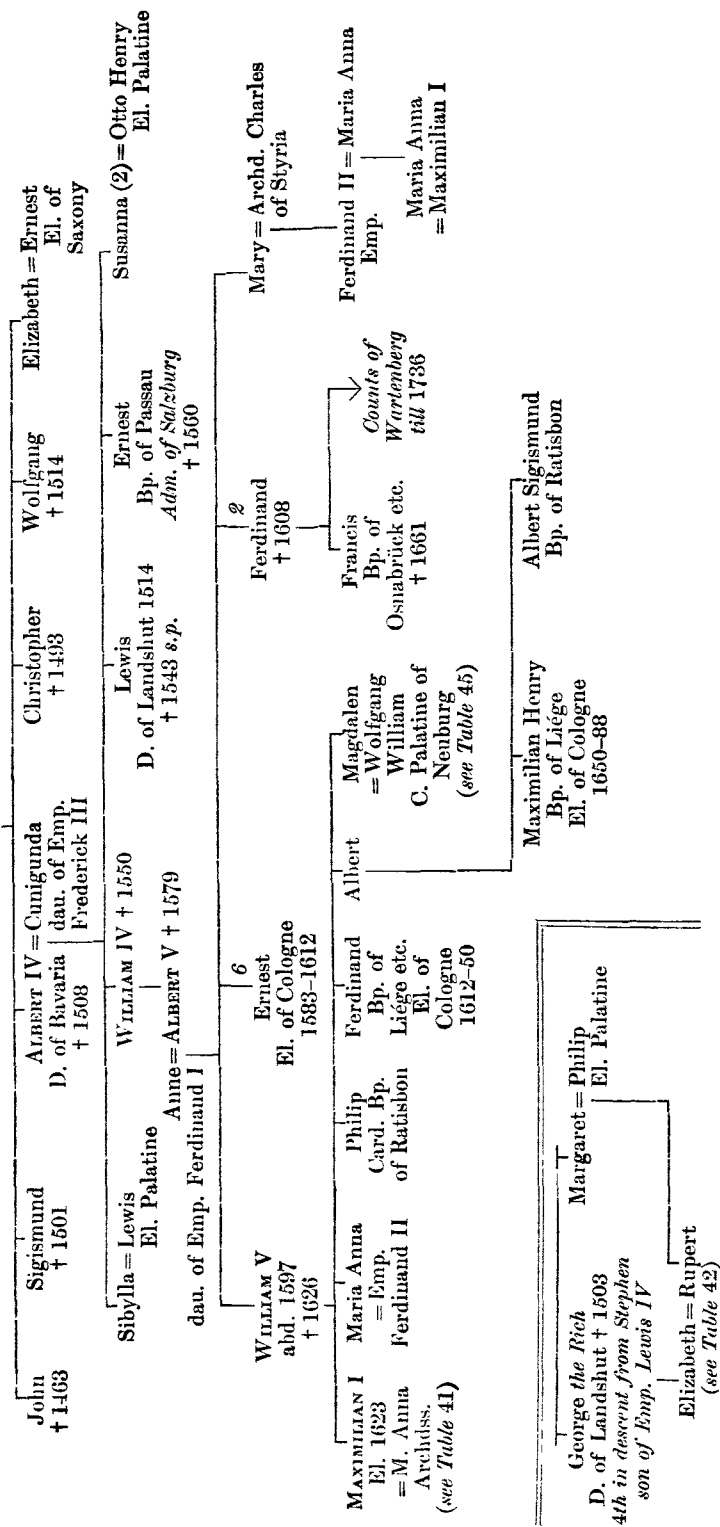 John
† 1463
Sigismund
† 1501
ALBERT IV = Cunigunda
D. of Bavaria dau. of Emp.
† 1508 Frederick III
Christopher
† 1493
Wolfgang
† 1514
Elizabeth = Ernest
El. of
Saxony
Sibylla = Lewis
El. Palatine
WILLIAM IV † 1550
Lewis
D. of Landshut 1514
† 1543 s.p.
Ernest
Bp. of Passau
Adm. of Salzburg
† 1560
Susanna (2) = Otto Henry
El. Palatine
Anne = ALBERT V † 1579
dau. of Emp. Ferdinand I
WILLIAM V
abd. 1597
† 1626
6
Ernest
El. of Cologne
1583–1612
2
Ferdinand
† 1608
Mary = Archd. Charles
of Styria
MAXIMILIAN I
El. 1623
= M. Anna
Archdss.
(see Table 41)
Maria Anna
= Emp.
Ferdinand II
Philip
Card. Bp.
of Ratisbon
Ferdinand
Bp. of
Liége etc.
El. of
Cologne
1612–50
Albert
Magdalen
= Wolfgang
William
C. Palatine of
Neuburg
(see Table 45)
Francis
Bp. of
Osnabrück etc.
† 1661
Counts of
Wartenberg
till 1736
Ferdinand II = Maria Anna
Emp.
Maria Anna
= Maximilian I
Maximilian Henry
Bp. of Liége
El. of Cologne
1650–88
Albert Sigismund
Bp. of Ratisbon
George the Rich
D. of Landshut † 1503
4th in descent from Stephen
son of Emp. Lewis IV
Margaret = Philip
El. Palatine
Elizabeth = Rupert
(see Table 42)